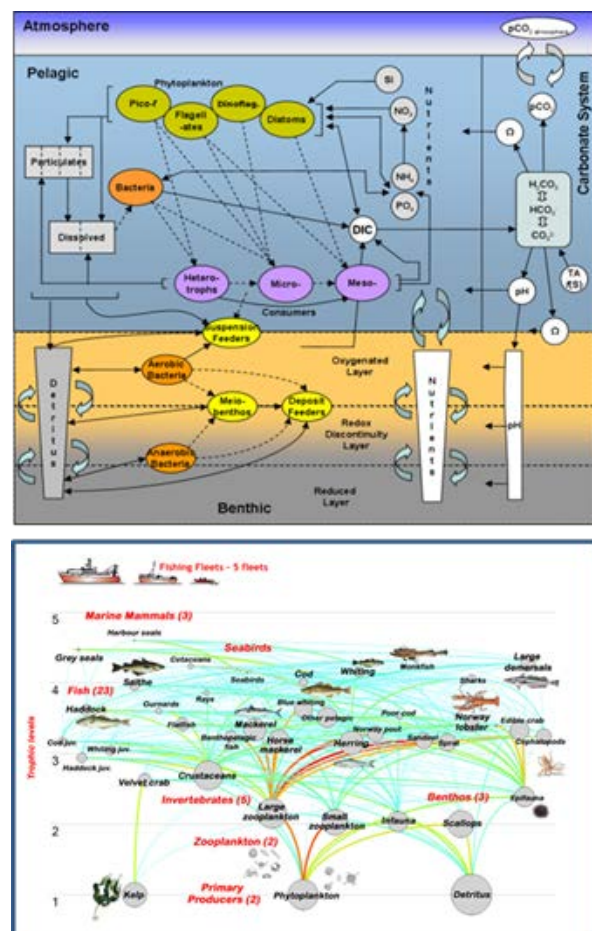 Atmosphere
pCO₂ atmosphere
Pelagic
Phytoplankton
Pico-f
Flagell
-ates
Dinoflag.
Diatoms
Si
NO₃
NH₄
PO₄
Nutrients
Carbonate System
pCO₂
Ω
Particulates
Bacteria
Dissolved
DIC
H₂CO₃
HCO₃
CO₃²⁻
Hetero-
trophs
Micro-
Meso-
Consumers
pH
TA
f(S)
Ω
Suspension
Feeders
Oxygenated
Layer
Aerobic
Bacteria
Detritus
Meio-
benthos
Deposit
Feeders
Nutrients
pH
Redox
Discontinuity
Layer
Anaerobic
Bacteria
Reduced
Layer
Benthic
Fishing Fleets - 5 fleets
5
Marine Mammals (3)
Harbour seals
Seabirds
Grey seals
Cetaceans
Whiting
Monkfish
Large
demersals
Saithe
Seabirds
Cod
Sharks
4
Fish (23)
Gurnards
Rays
Blue whiting
Haddock
Mackerel
Other pelagic
Poor cod
Norway
lobster
Edible crab
Flatfish
Norway pout
Cod juv.
Benthopelagic
fish
Horse
mackerel
Herring
Sandeel
Sprat
Cephalopods
Whiting juv.
3
Haddock juv.
Velvet crab
Crustaceans
Trophic levels
Invertebrates (5)
Benthos (3)
Epifauna
Large
zooplankton
Small
zooplankton
Infauna
Scallops
2
Zooplankton (2)
Primary
Producers (2)
1
Kelp
Phytoplankton
Detritus